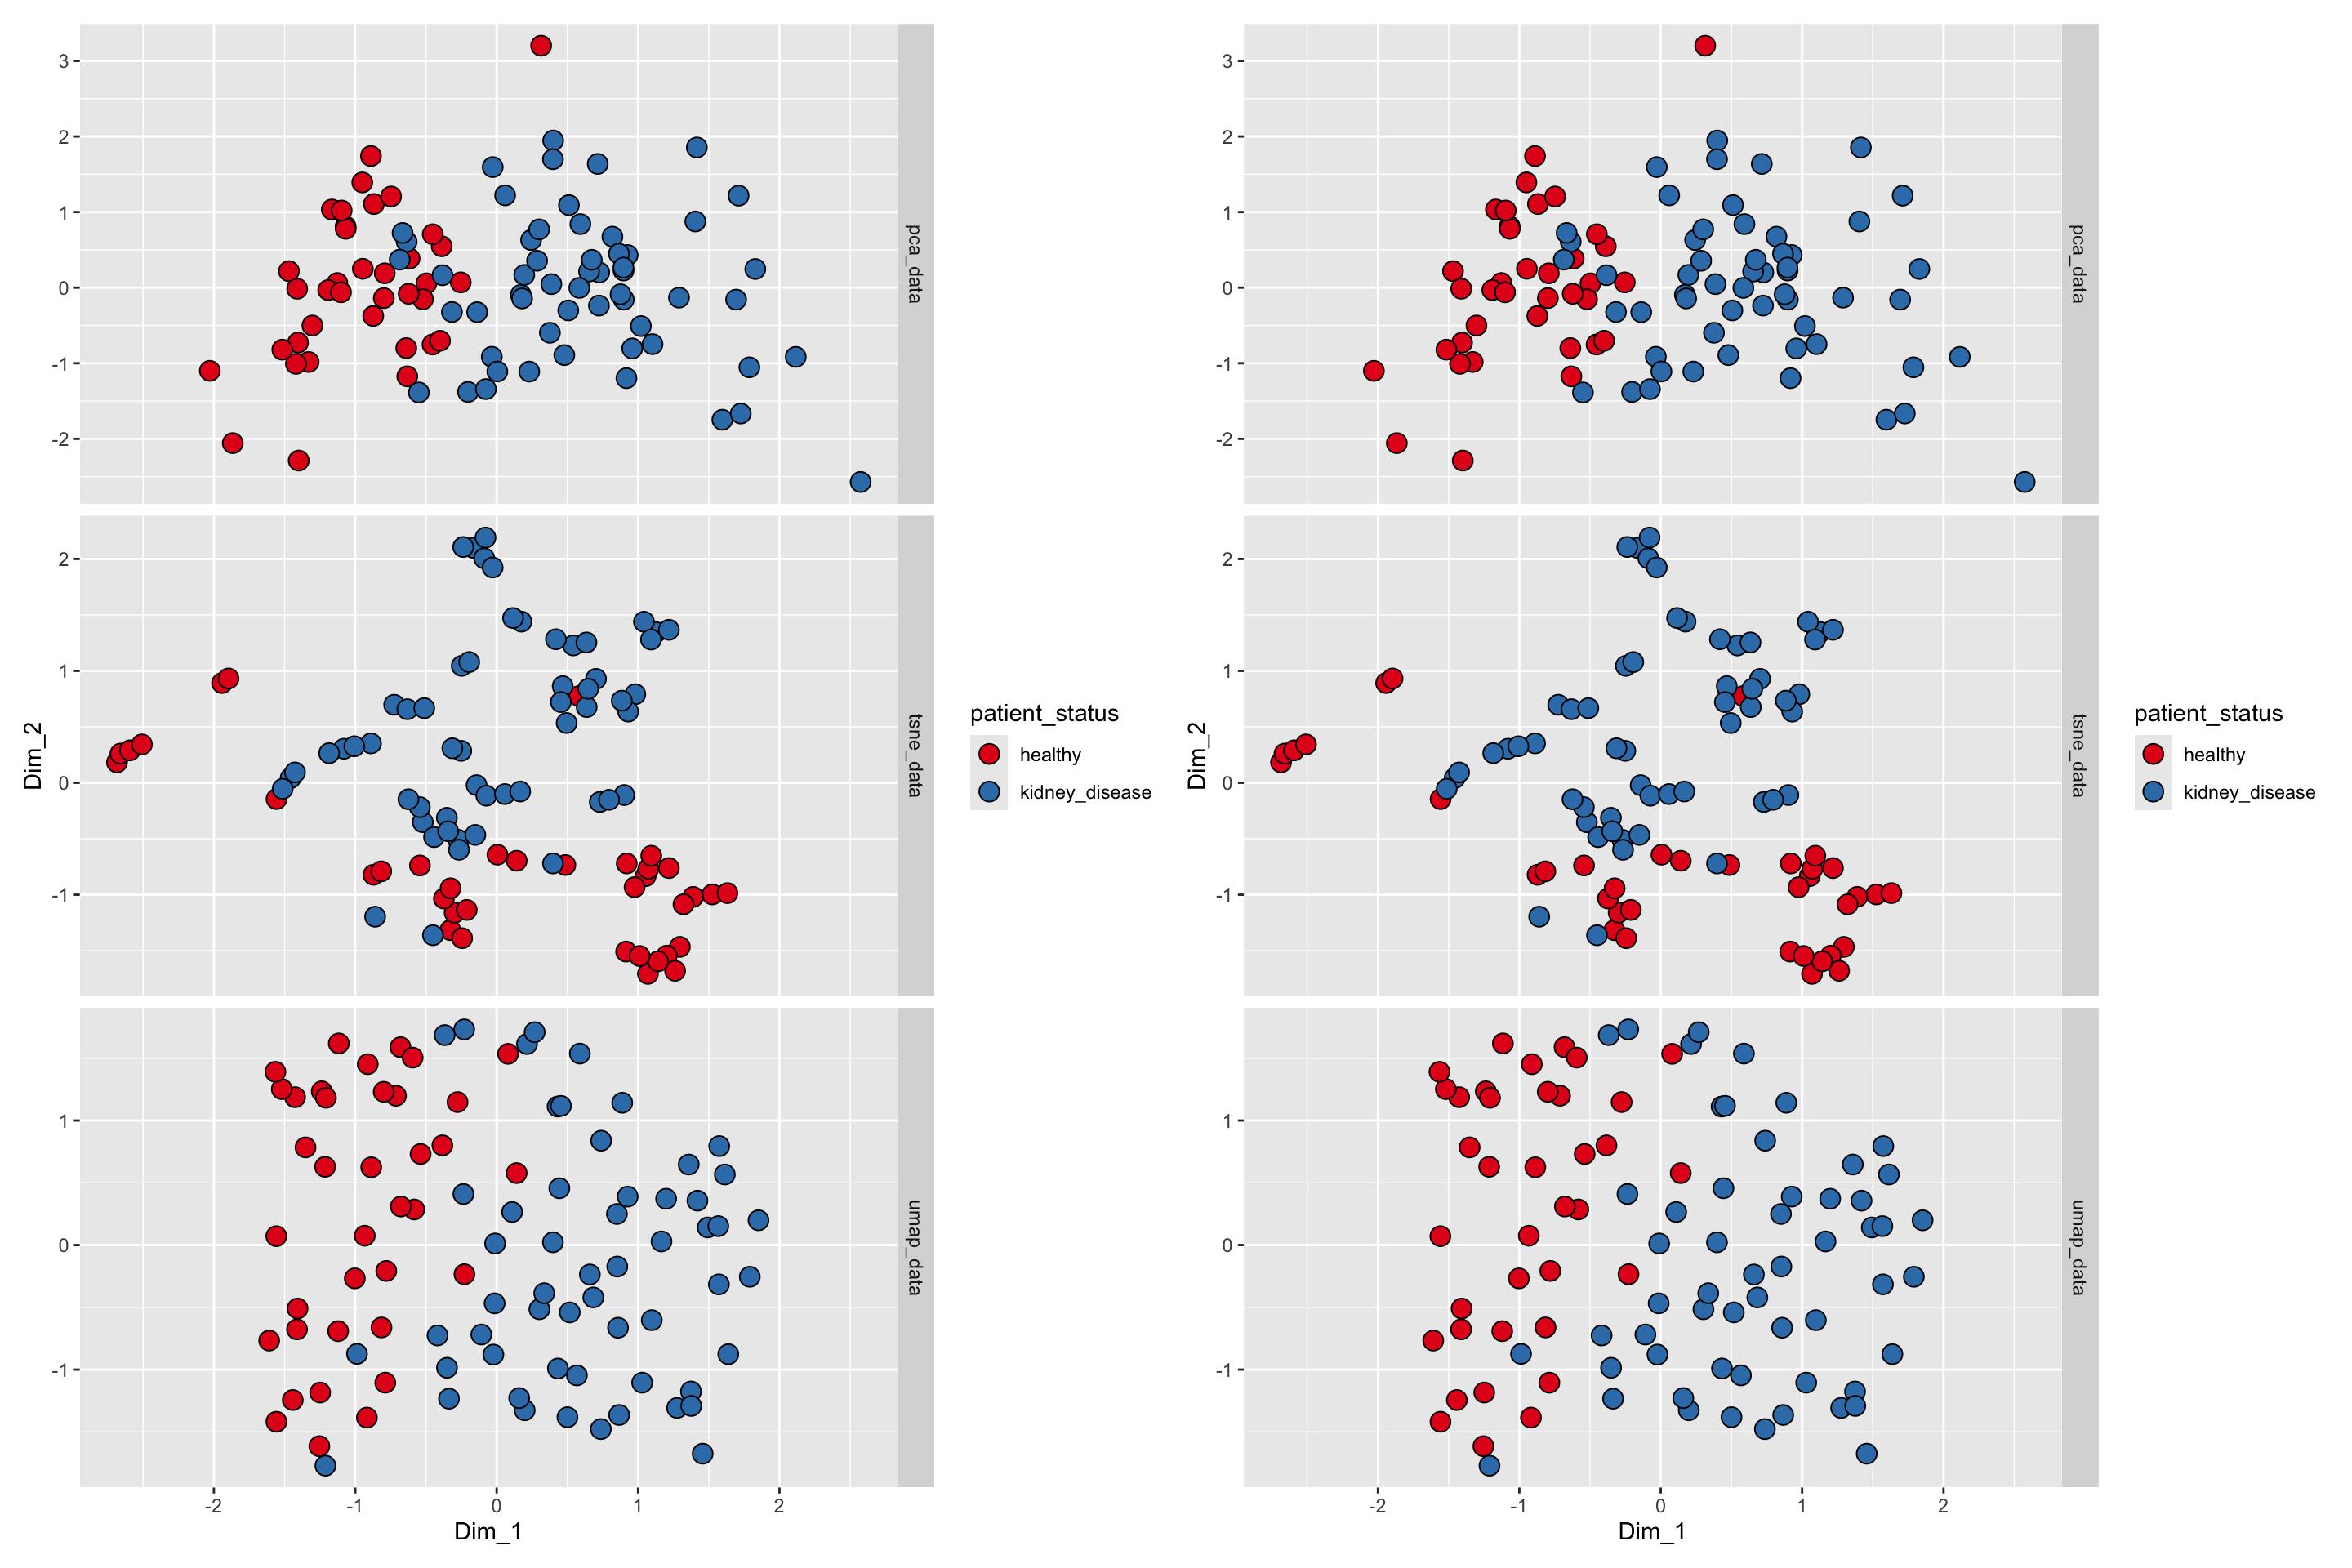 3
2
1
0
-1
-2
pca_data
2
1
0
-1
tsne_data
1
0
-1
umap_data
-2
-1
0
1
2
Dim_1
Dim_2
patient_status
healthy
kidney_disease
3
2
1
0
-1
-2
pca_data
2
1
0
-1
tsne_data
1
0
-1
umap_data
-2
-1
0
1
2
Dim_1
Dim_2
patient_status
healthy
kidney_disease